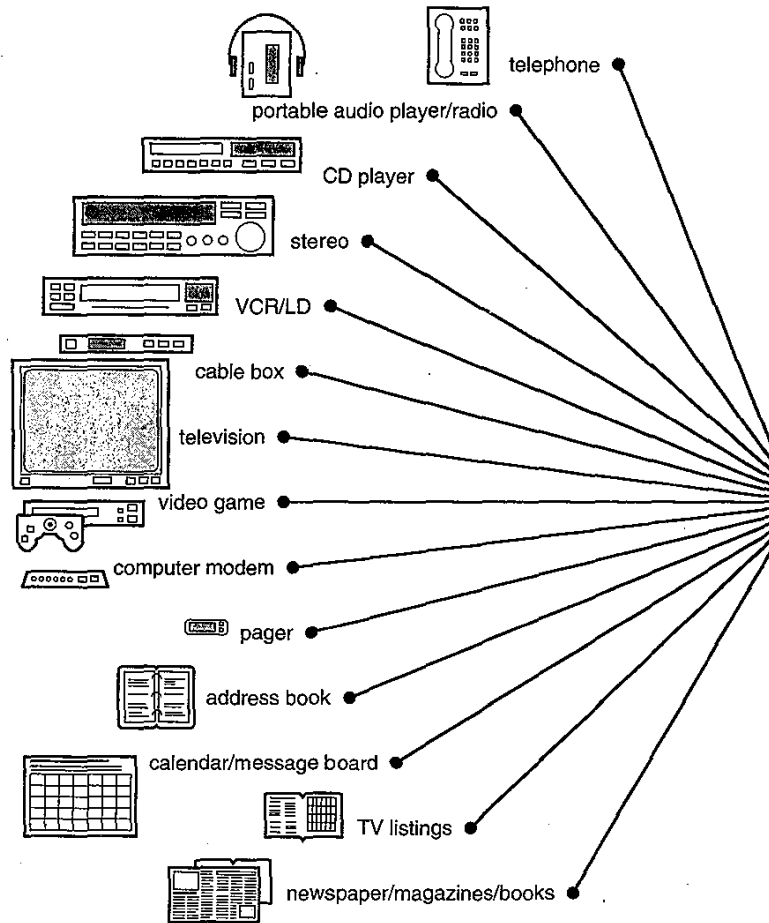 telephone
portable audio player/radio
CD player
stereo
VCR/LD
cable box
television
video game
computer modem
pager
address book
calendar/message board
TV listings
newspaper/magazines/books